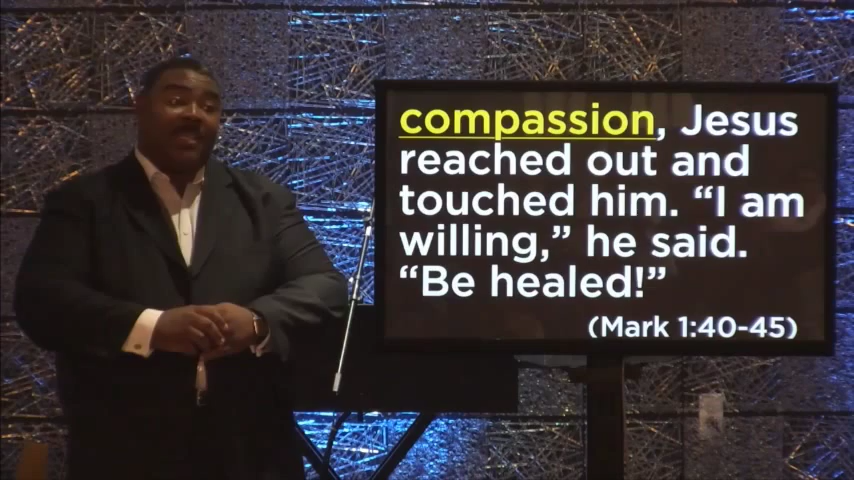 compassion, Jesus
reached out and
touched him. “I am
willing,” he said.
“Be healed!”
(Mark 1:40-45)